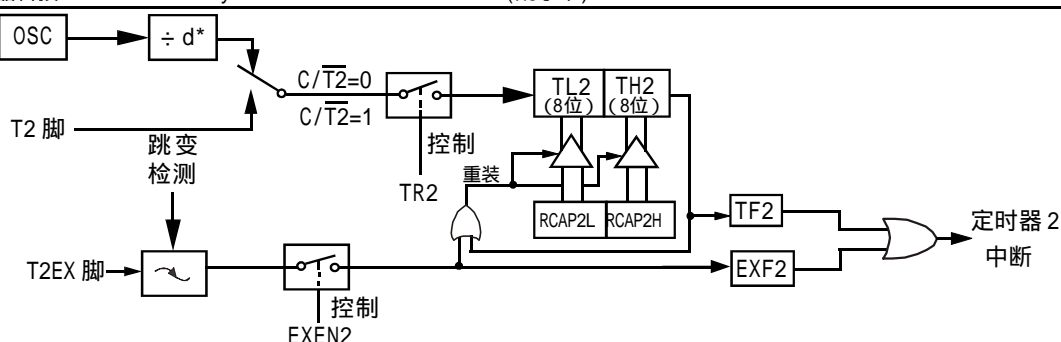 OSC
÷ d*
C/T2=0
C/T2=1
T2 脚
TL2
(8位)
TH2
(8位)
控制
TR2
跳变
检测
重装
RCAP2L
RCAP2H
TF2
定时器 2
中断
T2EX 脚
EXF2
控制
EXEN2